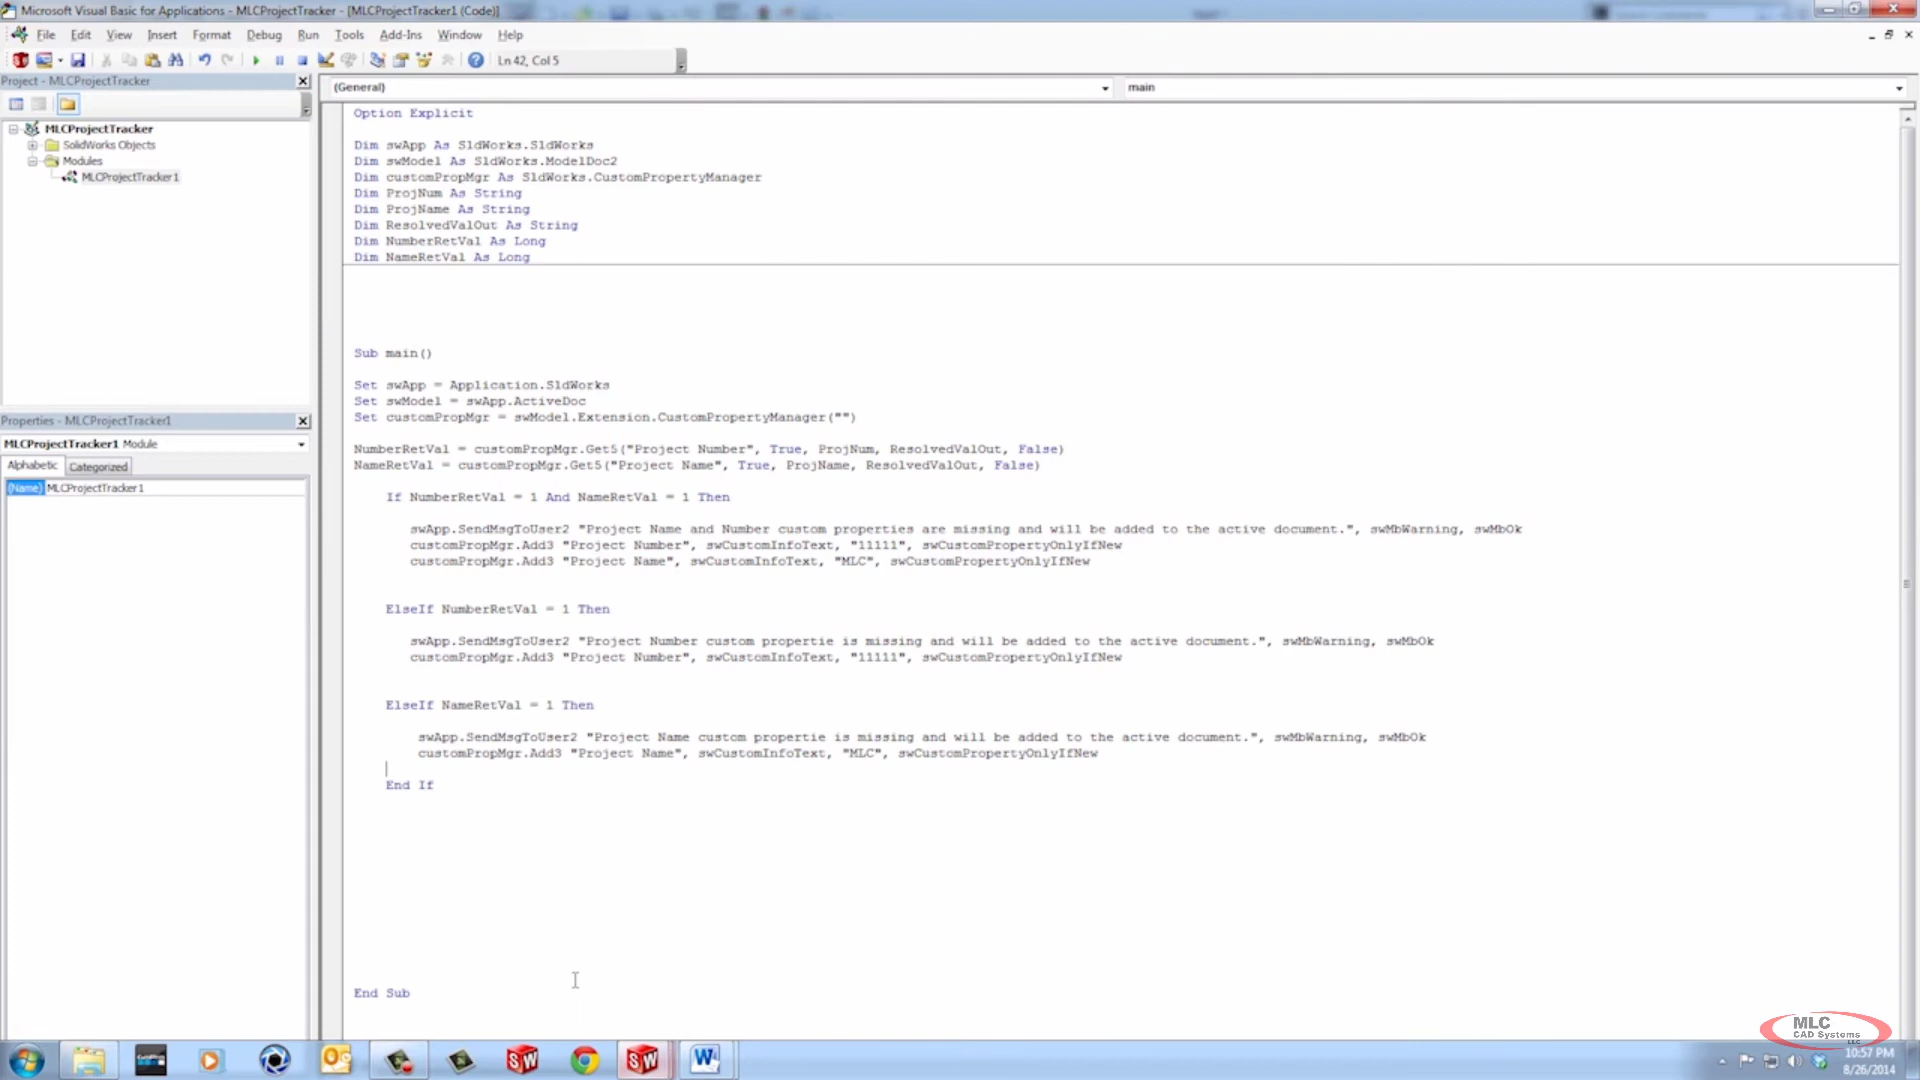 Microsoft Visual Basic for Applications - MLCProjectTracker - [MLCProjectTracker1 (Code)]
File Edit View Insert Format Debug Run Tools Add-Ins Window Help
Ln 42, Col 5
Project - MLCProjectTracker
MLCProjectTracker
SolidWorks Objects
Modules
MLCProjectTracker1
Properties - MLCProjectTracker1
MLCProjectTracker1 Module
Alphabetic Categorized
(Name) MLCProjectTracker1
(General) main
Option Explicit
Dim swApp As SldWorks.SldWorks
Dim swModel As SldWorks.ModelDoc2
Dim customPropMgr As SldWorks.CustomPropertyManager
Dim ProjNum As String
Dim ProjName As String
Dim ResolvedValOut As String
Dim NumberRetVal As Long
Dim NameRetVal As Long
Sub main()
Set swApp = Application.SldWorks
Set swModel = swApp.ActiveDoc
Set customPropMgr = swModel.Extension.CustomPropertyManager("")
NumberRetVal = customPropMgr.Get5("Project Number", True, ProjNum, ResolvedValOut, False)
NameRetVal = customPropMgr.Get5("Project Name", True, ProjName, ResolvedValOut, False)
If NumberRetVal = 1 And NameRetVal = 1 Then
swApp.SendMsgToUser2 "Project Name and Number custom properties are missing and will be added to the active document.", swMbWarning, swMbOk
customPropMgr.Add3 "Project Number", swCustomInfoText, "11111", swCustomPropertyOnlyIfNew
customPropMgr.Add3 "Project Name", swCustomInfoText, "MLC", swCustomPropertyOnlyIfNew
ElseIf NumberRetVal = 1 Then
swApp.SendMsgToUser2 "Project Number custom propertie is missing and will be added to the active document.", swMbWarning, swMbOk
customPropMgr.Add3 "Project Number", swCustomInfoText, "11111", swCustomPropertyOnlyIfNew
ElseIf NameRetVal = 1 Then
swApp.SendMsgToUser2 "Project Name custom propertie is missing and will be added to the active document.", swMbWarning, swMbOk
customPropMgr.Add3 "Project Name", swCustomInfoText, "MLC", swCustomPropertyOnlyIfNew
End If
End Sub
MLC
CAD Systems
LLC
10:57 PM
8/26/2014